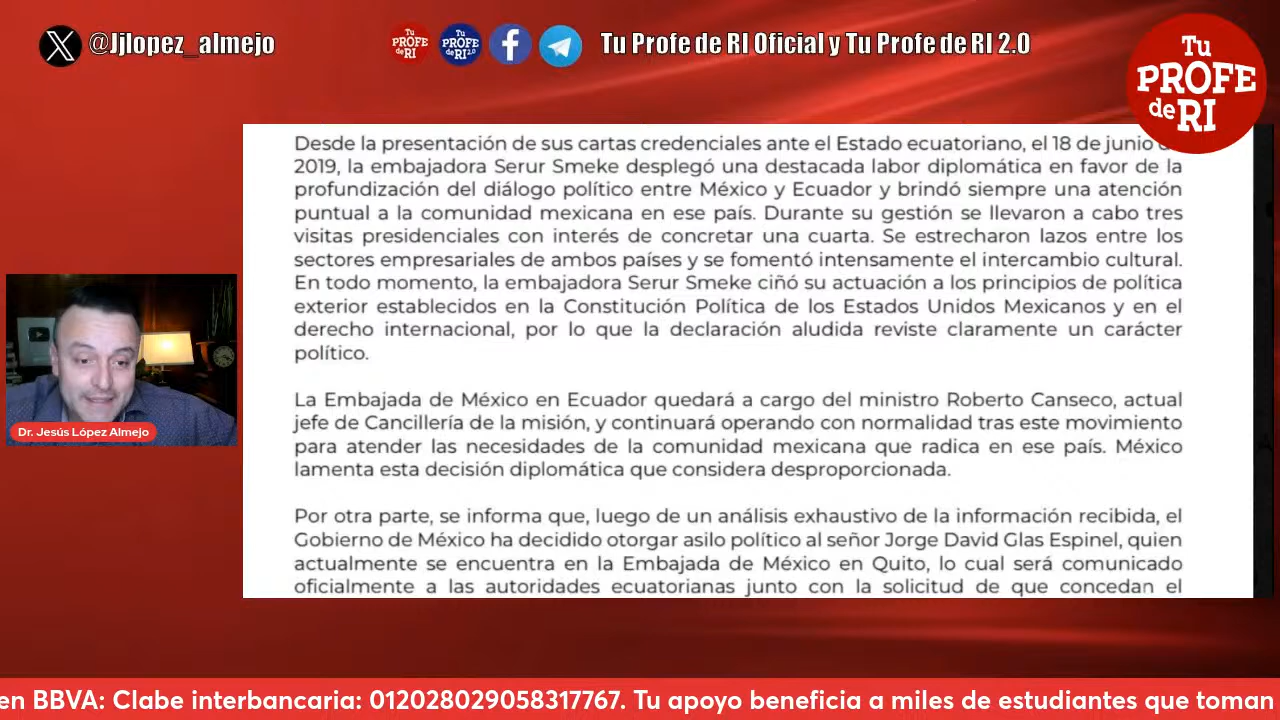 @Jjlopez_almejo
Tu PROFE de RI
Tu PROFE de RI 2.0
Tu Profe de RI Oficial y Tu Profe de RI 2.0
Tu
PROFE
de RI
Desde la presentación de sus cartas credenciales ante el Estado ecuatoriano, el 18 de junio
2019, la embajadora Serur Smeke desplegó una destacada labor diplomática en favor de la
profundización del diálogo político entre México y Ecuador y brindó siempre una atención
puntual a la comunidad mexicana en ese país. Durante su gestión se llevaron a cabo tres
visitas presidenciales con interés de concretar una cuarta. Se estrecharon lazos entre los
sectores empresariales de ambos países y se fomentó intensamente el intercambio cultural.
En todo momento, la embajadora Serur Smeke ciñó su actuación a los principios de política
exterior establecidos en la Constitución Política de los Estados Unidos Mexicanos y en el
derecho internacional, por lo que la declaración aludida reviste claramente un carácter
político.
La Embajada de México en Ecuador quedará a cargo del ministro Roberto Canseco, actual
jefe de Cancillería de la misión, y continuará operando con normalidad tras este movimiento
para atender las necesidades de la comunidad mexicana que radica en ese país. México
lamenta esta decisión diplomática que considera desproporcionada.
Por otra parte, se informa que, luego de un análisis exhaustivo de la información recibida, el
Gobierno de México ha decidido otorgar asilo político al señor Jorge David Glas Espinel, quien
actualmente se encuentra en la Embajada de México en Quito, lo cual será comunicado
oficialmente a las autoridades ecuatorianas junto con la solicitud de que concedan el
Dr. Jesús López Almejo
en BBVA: Clabe interbancaria: 012028029058317767. Tu apoyo beneficia a miles de estudiantes que toman